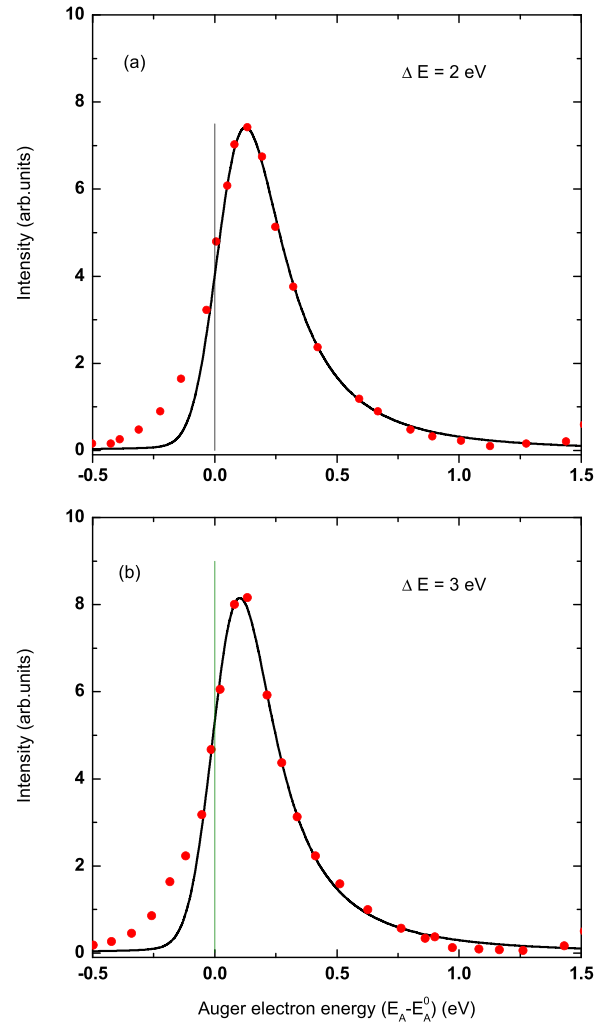 10
(a)
Δ E = 2 eV
8
6
Intensity (arb.units)
4
2
0
-0.5 0.0 0.5 1.0 1.5
10
(b)
Δ E = 3 eV
8
6
Intensity (arb.units)
4
2
0
-0.5 0.0 0.5 1.0 1.5
Auger electron energy (E_A-E_A^0) (eV)